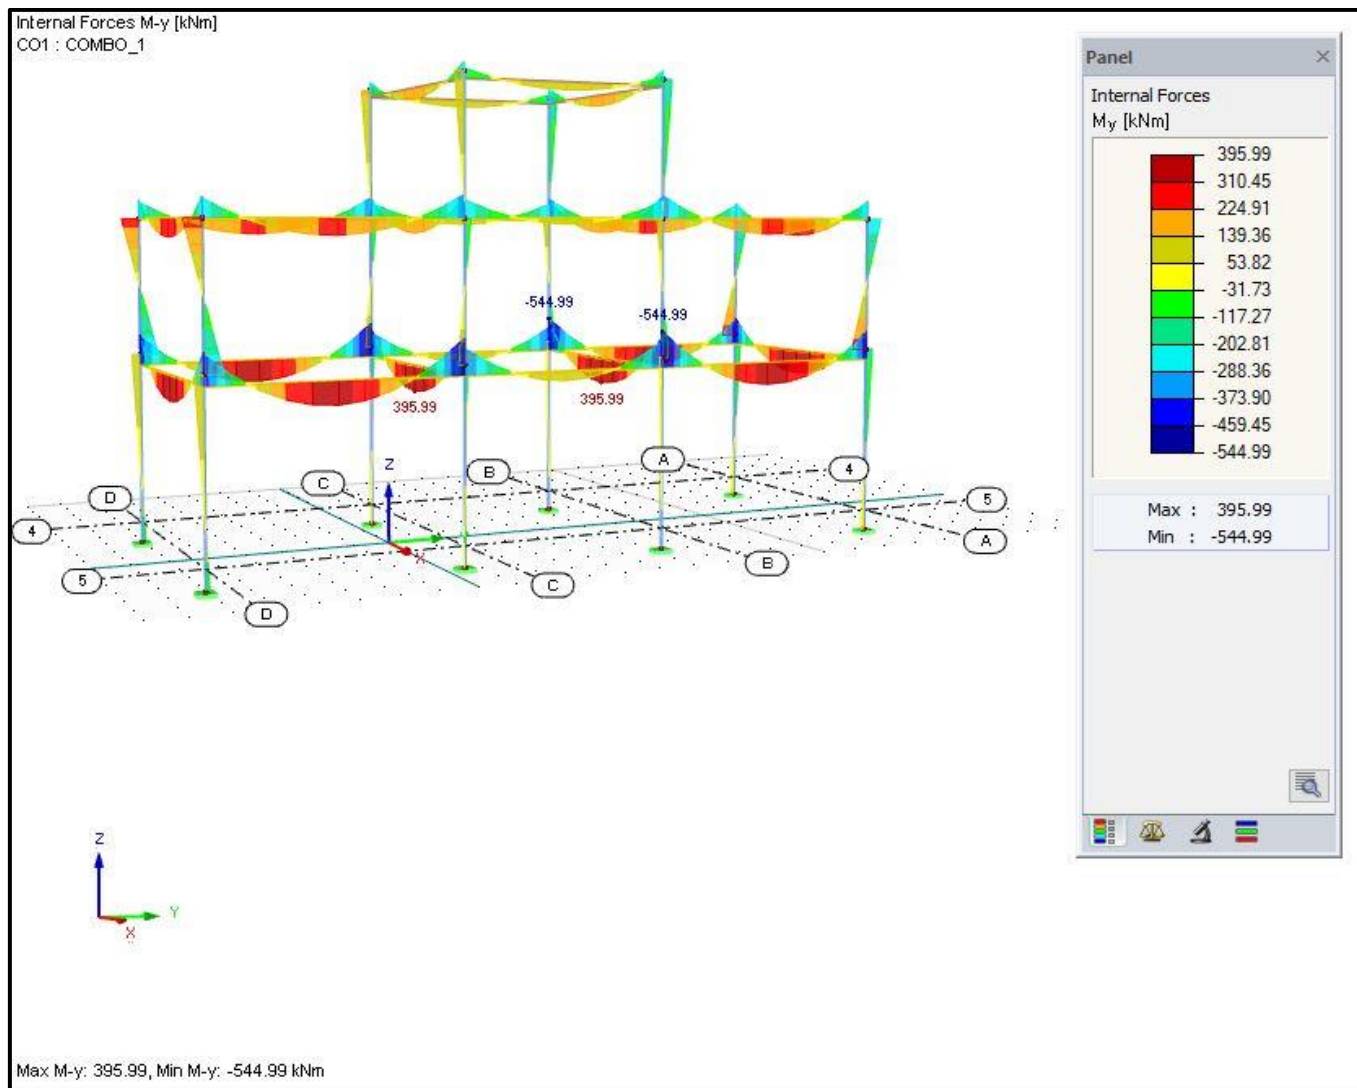 Internal Forces M-y [kNm]
CO1 : COMBO_1
-544.99
-544.99
395.99
395.99
Z
A
B
C
D
4
5
4
5
X
A
B
C
D
Z
Y
X
Max M-y: 395.99, Min M-y: -544.99 kNm
Panel
Internal Forces
My [kNm]
395.99
310.45
224.91
139.36
53.82
-31.73
-117.27
-202.81
-288.36
-373.90
-459.45
-544.99
Max : 395.99
Min : -544.99